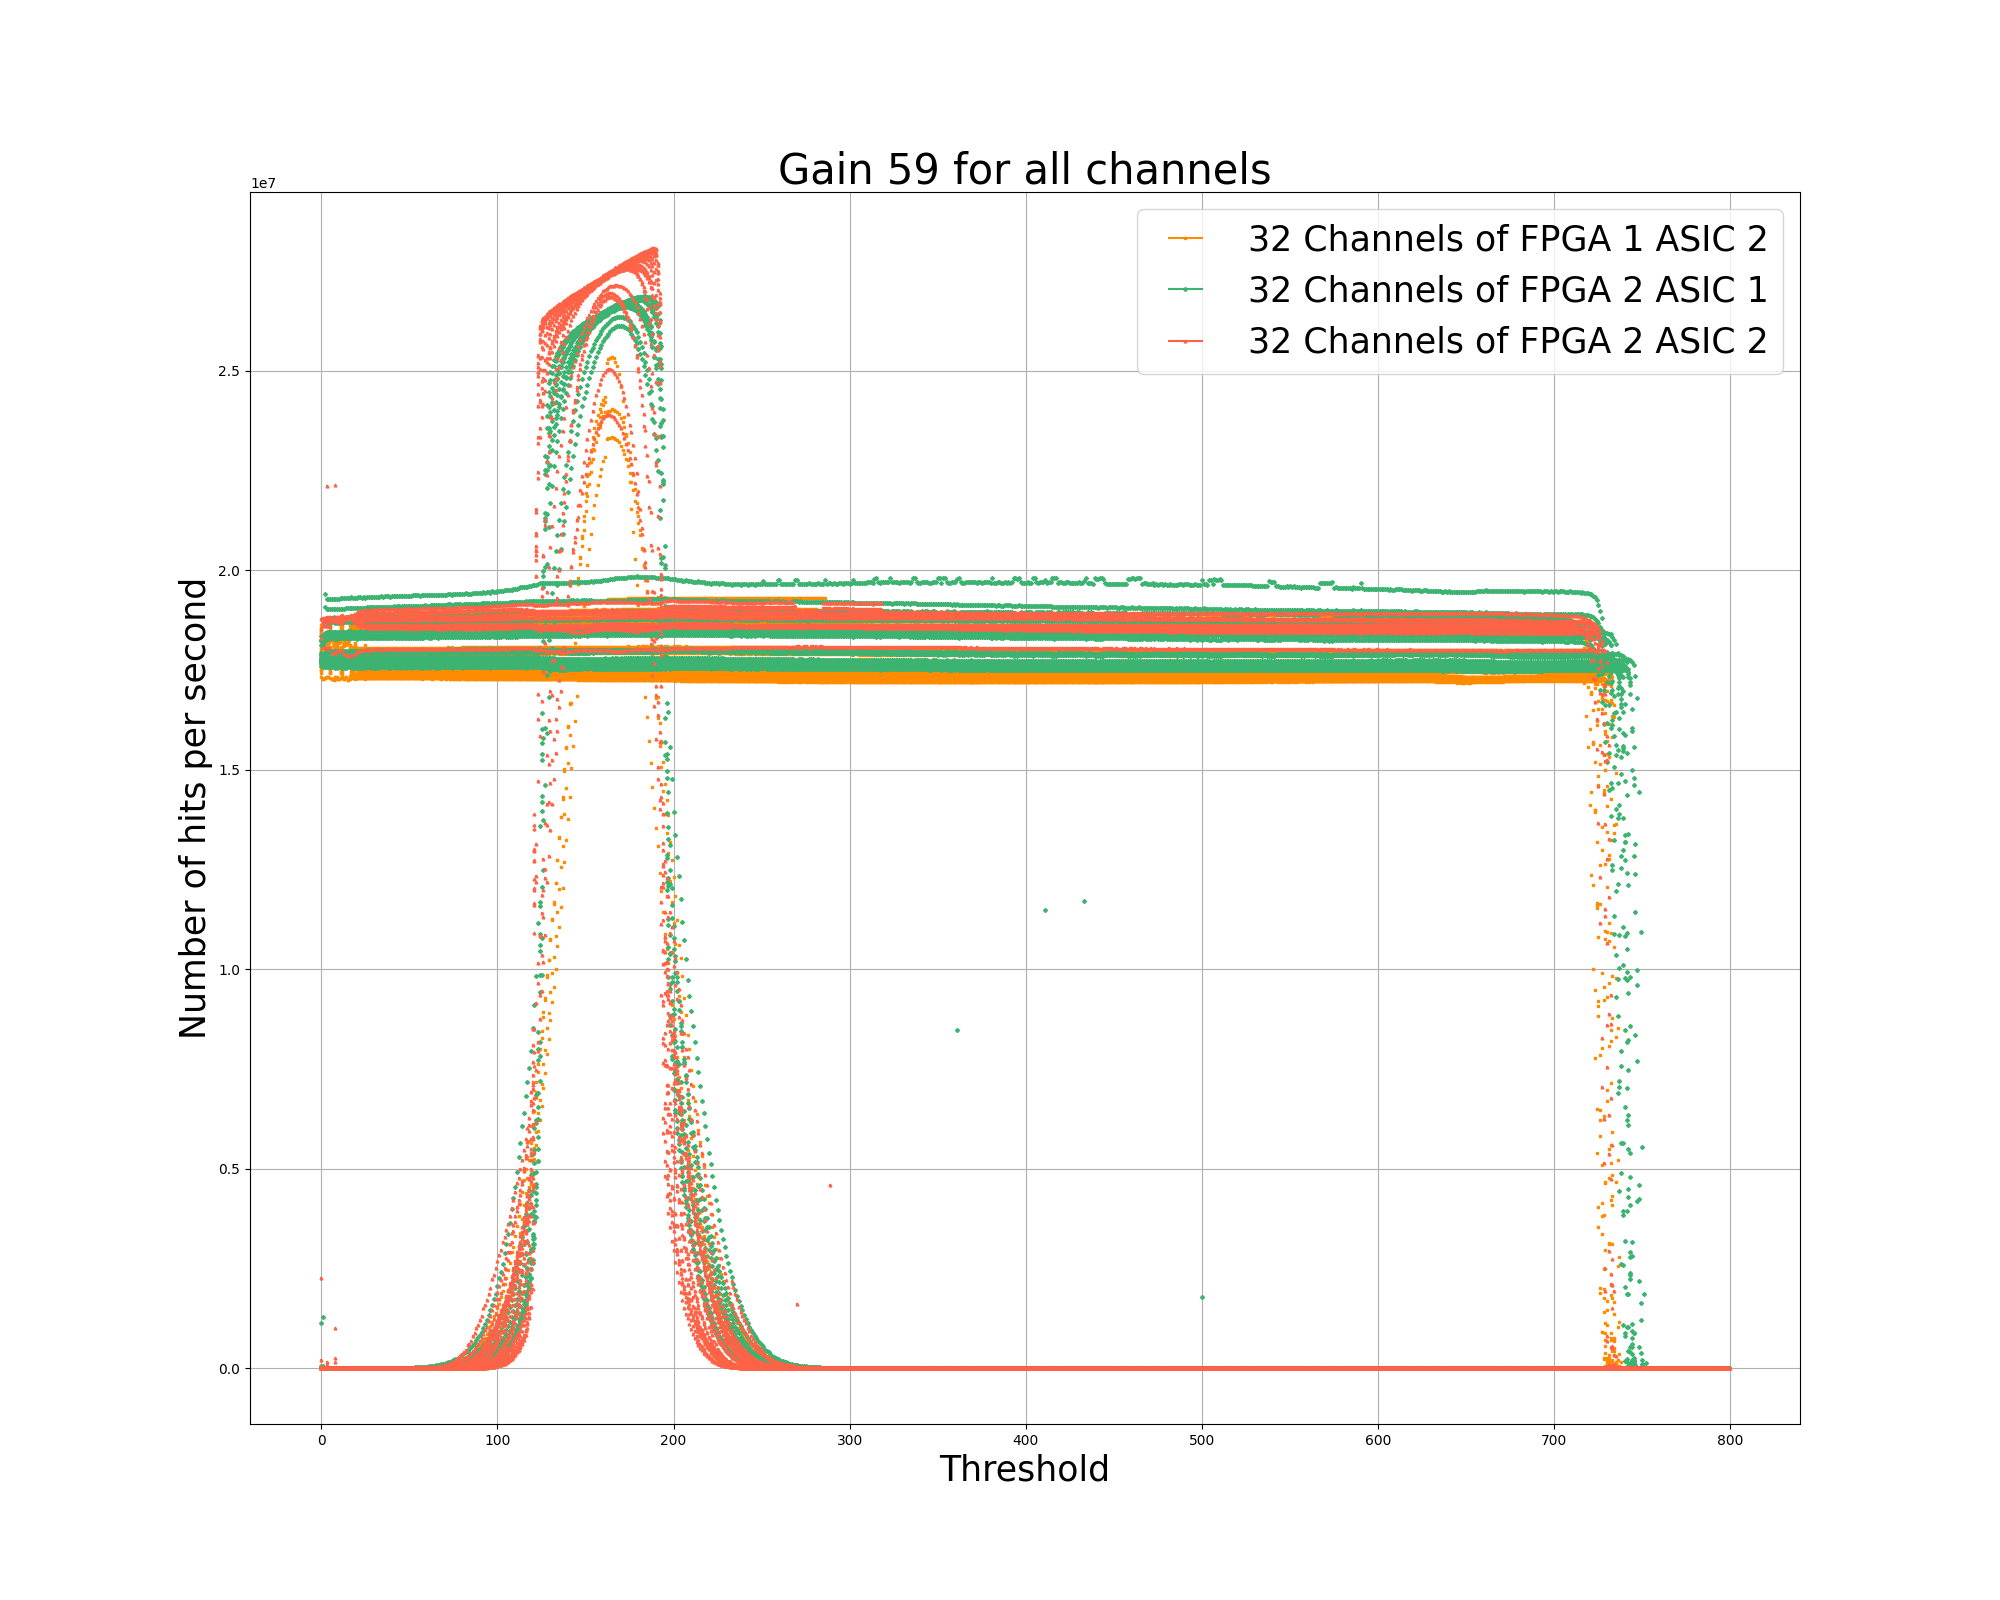 Gain 59 for all channels
1e7
32 Channels of FPGA 1 ASIC 2
32 Channels of FPGA 2 ASIC 1
32 Channels of FPGA 2 ASIC 2
2.5
2.0
1.5
1.0
0.5
0.0
Number of hits per second
0 100 200 300 400 500 600 700 800
Threshold